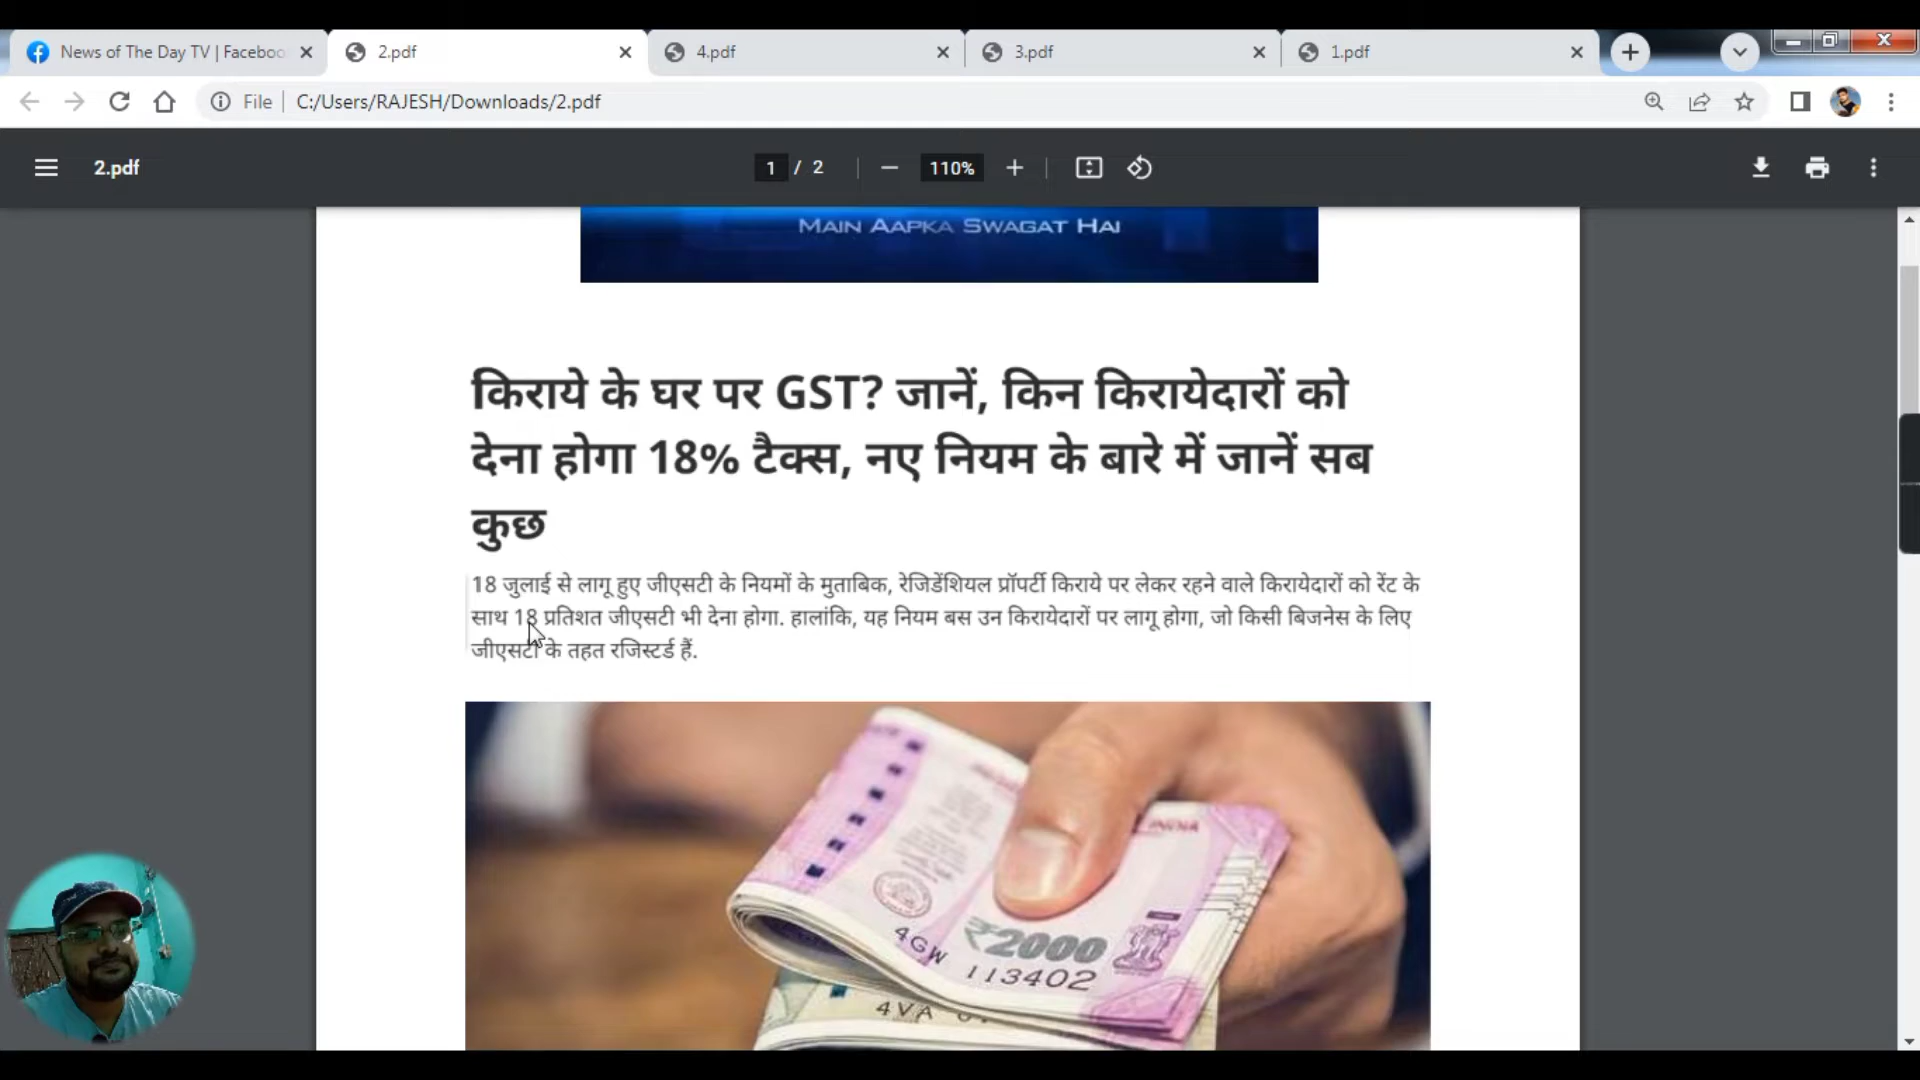 News of The Day TV | Faceboo
2.pdf
4.pdf
3.pdf
1.pdf
File
C:/Users/RAJESH/Downloads/2.pdf
2.pdf
1 / 2
110%
MAIN AAPKA SWAGAT HAI
किराये के घर पर GST? जानें, किन किरायेदारों को
देना होगा 18% टैक्स, नए नियम के बारे में जानें सब
कुछ
18 जुलाई से लागू हुए जीएसटी के नियमों के मुताबिक, रेजिडेंशियल प्रॉपर्टी किराये पर लेकर रहने वाले किरायेदारों को रेंट के
साथ 18 प्रतिशत जीएसटी भी देना होगा. हालांकि, यह नियम बस उन किरायेदारों पर लागू होगा, जो किसी बिजनेस के लिए
जीएसटी के तहत रजिस्टर्ड हैं.
INDIA
₹2000
4GW
113402
4VA